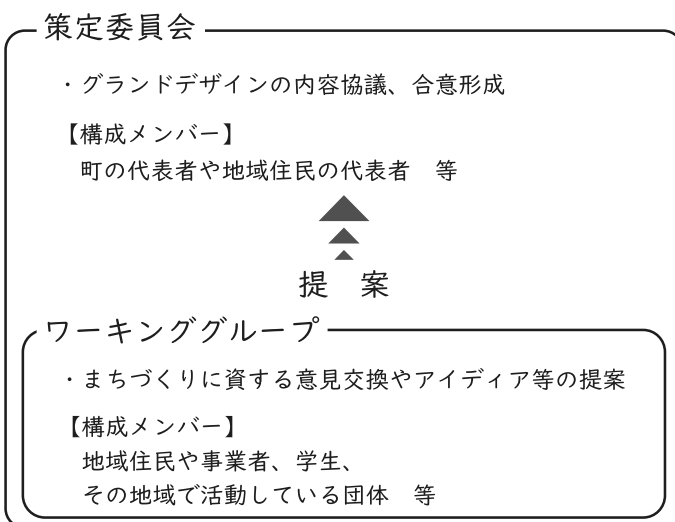 策定委員会
・グランドデザインの内容協議、合意形成
【構成メンバー】
町の代表者や地域住民の代表者　等
提　案
ワーキンググループ
・まちづくりに資する意見交換やアイディア等の提案
【構成メンバー】
地域住民や事業者、学生、
その地域で活動している団体　等